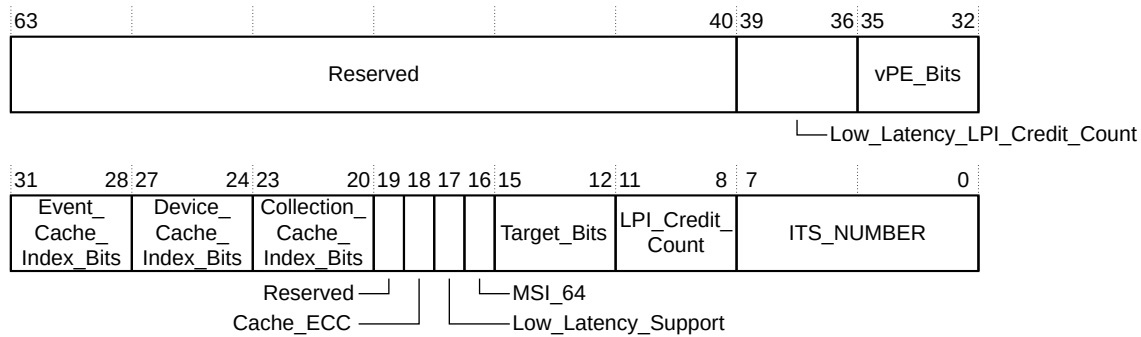 63 40 39 36 35 32
Reserved vPE_Bits
Low_Latency_LPI_Credit_Count
31 28 27 24 23 20 19 18 17 16 15 12 11 8 7 0
Event_
Cache_
Index_Bits
Device_
Cache_
Index_Bits
Collection_
Cache_
Index_Bits
Target_Bits
LPI_Credit_
Count
ITS_NUMBER
Reserved MSI_64
Cache_ECC Low_Latency_Support